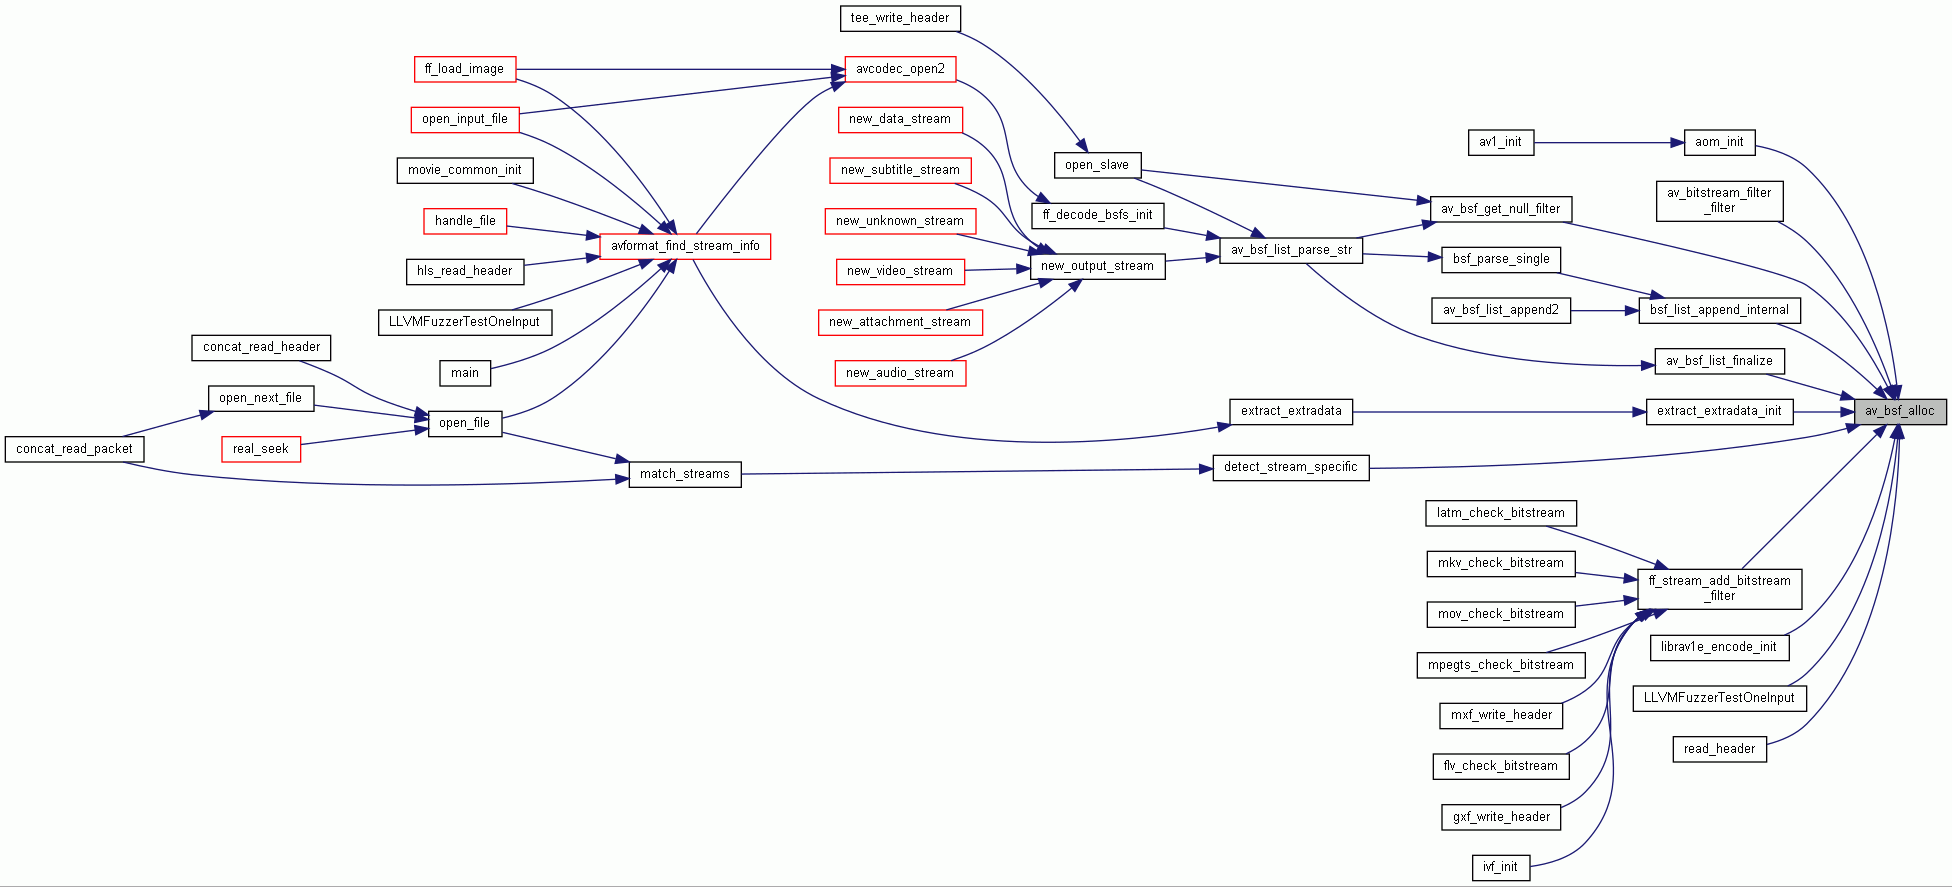 tee_write_header
ff_load_image
avcodec_open2
open_input_file
new_data_stream
av1_init
aom_init
movie_common_init
new_subtitle_stream
open_slave
av_bitstream_filter
_filter
handle_file
new_unknown_stream
ff_decode_bsfs_init
av_bsf_get_null_filter
avformat_find_stream_info
av_bsf_list_parse_str
hls_read_header
new_video_stream
new_output_stream
bsf_parse_single
LLVMFuzzerTestOneInput
new_attachment_stream
av_bsf_list_append2
bsf_list_append_internal
concat_read_header
main
new_audio_stream
av_bsf_list_finalize
open_next_file
open_file
extract_extradata
extract_extradata_init
av_bsf_alloc
concat_read_packet
real_seek
match_streams
detect_stream_specific
latm_check_bitstream
mkv_check_bitstream
ff_stream_add_bitstream
_filter
mov_check_bitstream
mpegts_check_bitstream
librav1e_encode_init
mxf_write_header
LLVMFuzzerTestOneInput
flv_check_bitstream
read_header
gxf_write_header
ivf_init